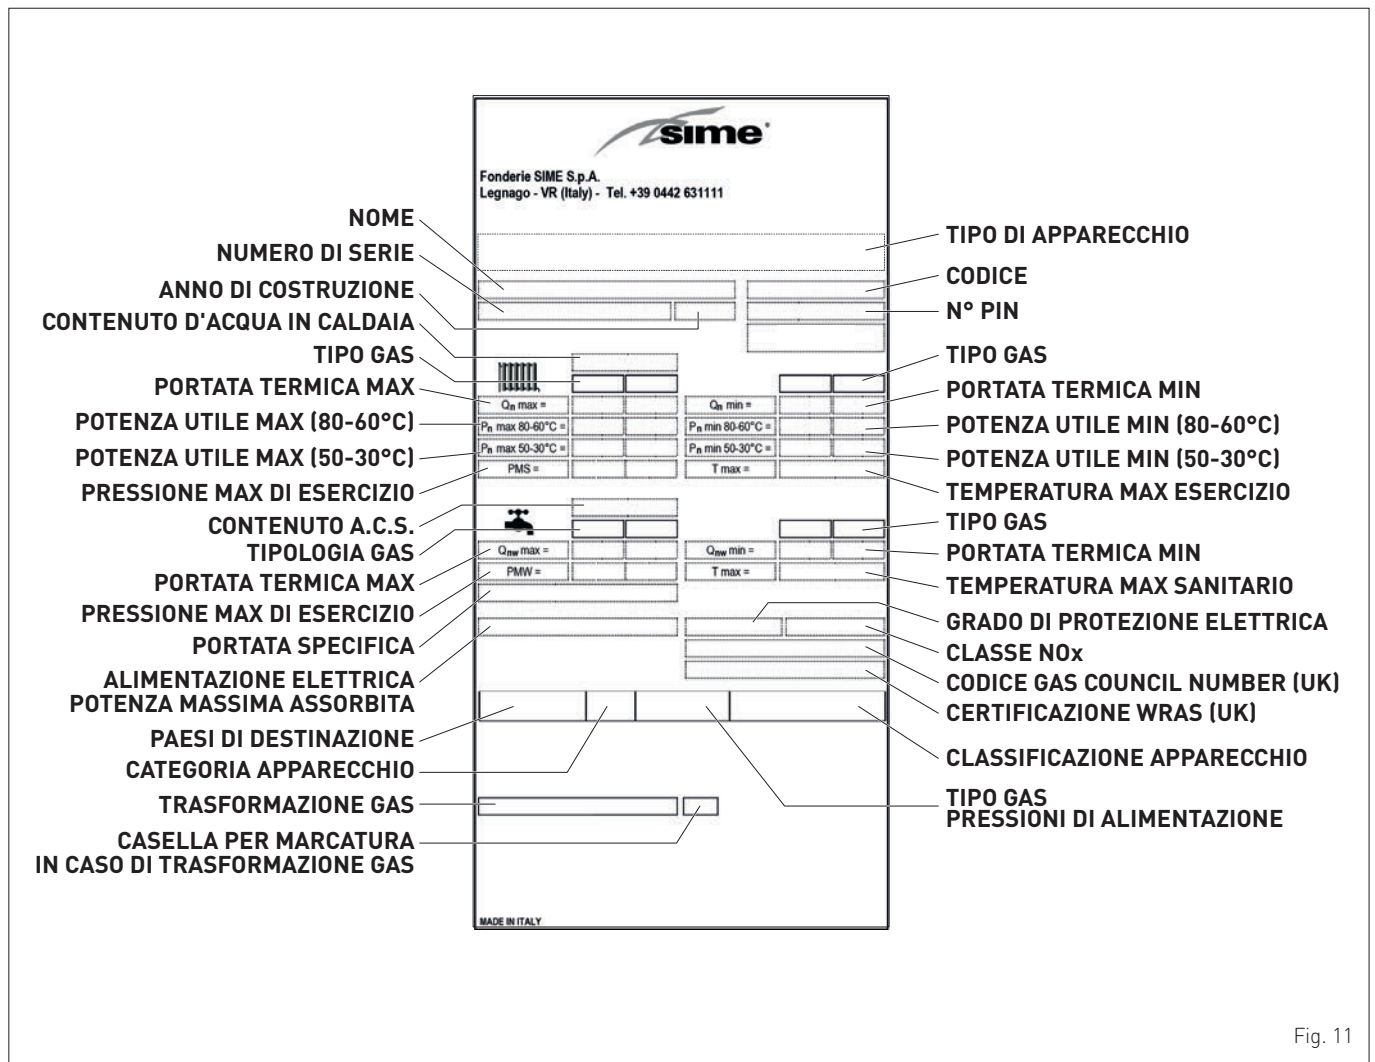 sime
Fonderie SIME S.p.A.
Legnago - VR (Italy) - Tel. +39 0442 631111
NOME
NUMERO DI SERIE
ANNO DI COSTRUZIONE
CONTENUTO D'ACQUA IN CALDAIA
TIPO GAS
PORTATA TERMICA MAX
POTENZA UTILE MAX (80-60°C)
POTENZA UTILE MAX (50-30°C)
PRESSIONE MAX DI ESERCIZIO
CONTENUTO A.C.S.
TIPOLOGIA GAS
PORTATA TERMICA MAX
PRESSIONE MAX DI ESERCIZIO
PORTATA SPECIFICA
ALIMENTAZIONE ELETTRICA
POTENZA MASSIMA ASSORBITA
PAESI DI DESTINAZIONE
CATEGORIA APPARECCHIO
TRASFORMAZIONE GAS
CASELLA PER MARCATURA
IN CASO DI TRASFORMAZIONE GAS
Qn max =
Pn max 80-60°C =
Pn max 50-30°C =
PMS =
Qn min =
Pn min 80-60°C =
Pn min 50-30°C =
T max =
Qnw max =
PMW =
Qnw min =
T max =
MADE IN ITALY
TIPO DI APPARECCHIO
CODICE
N° PIN
TIPO GAS
PORTATA TERMICA MIN
POTENZA UTILE MIN (80-60°C)
POTENZA UTILE MIN (50-30°C)
TEMPERATURA MAX ESERCIZIO
TIPO GAS
PORTATA TERMICA MIN
TEMPERATURA MAX SANITARIO
GRADO DI PROTEZIONE ELETTRICA
CLASSE NOx
CODICE GAS COUNCIL NUMBER (UK)
CERTIFICAZIONE WRAS (UK)
CLASSIFICAZIONE APPARECCHIO
TIPO GAS
PRESSIONI DI ALIMENTAZIONE
Fig. 11